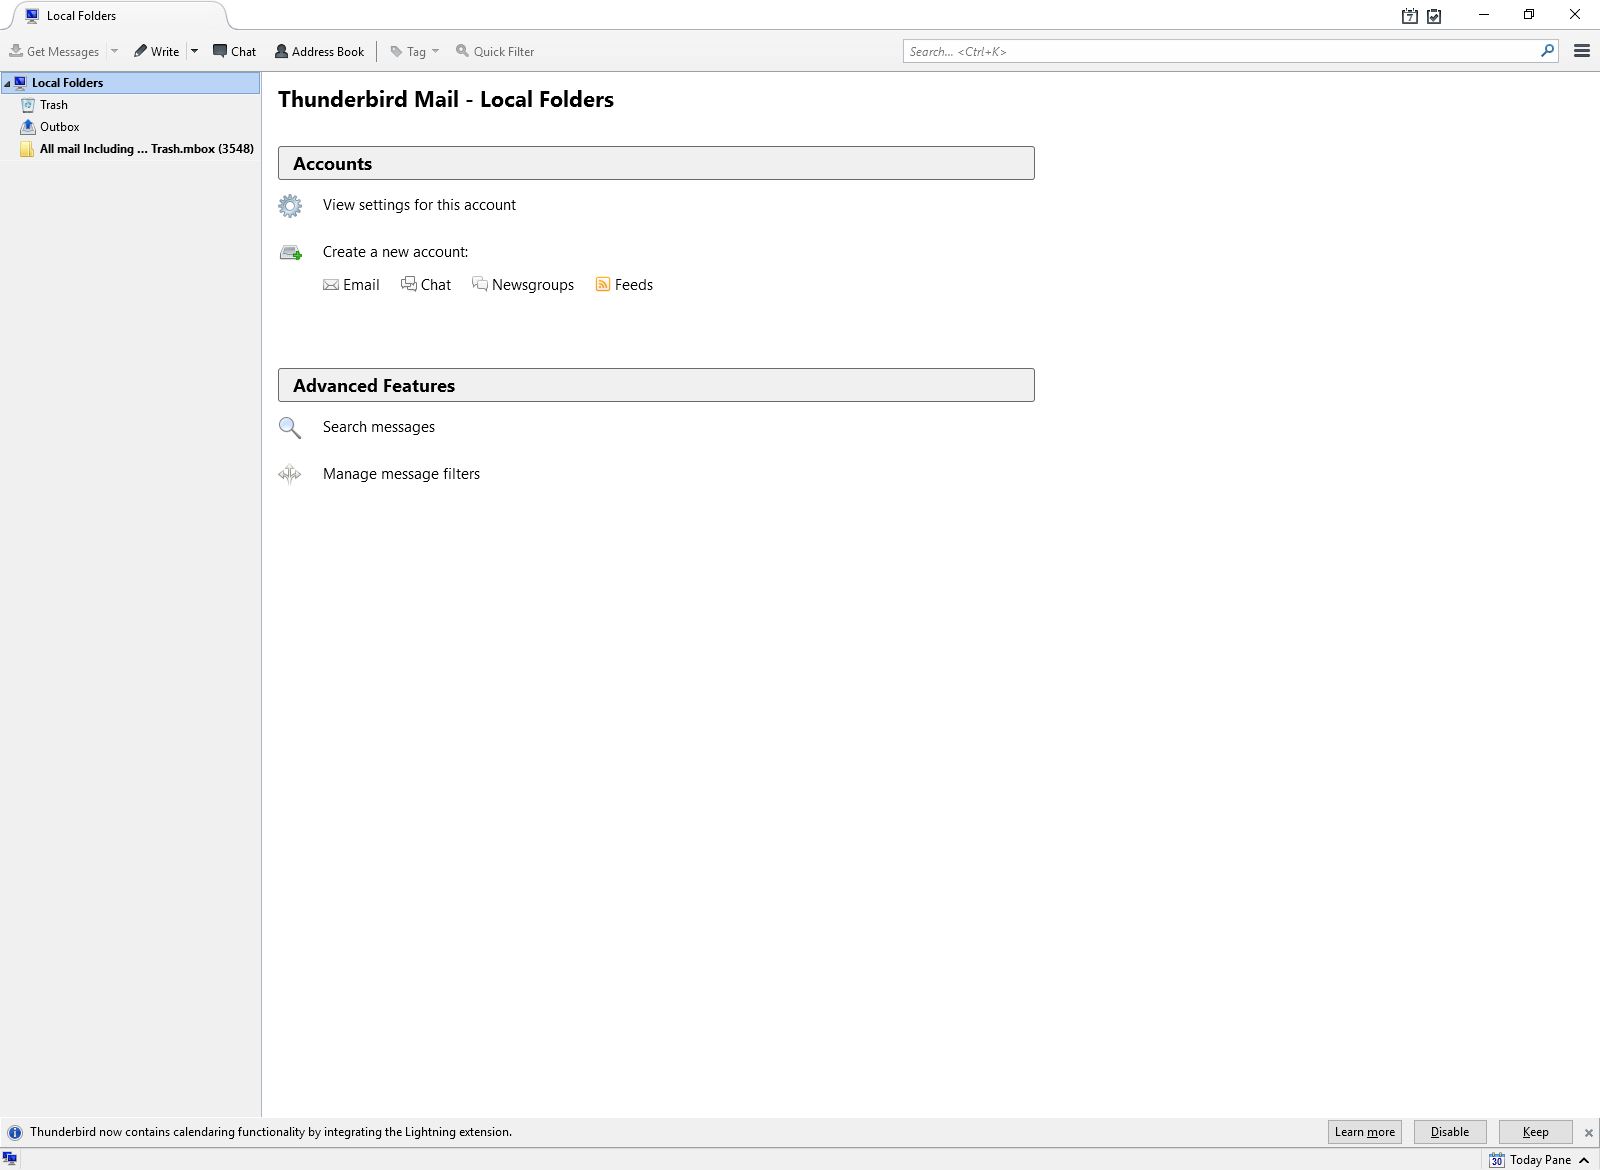 Local Folders
7
Get Messages
Write
Chat
Address Book
Tag
Quick Filter
Search... <Ctrl+K>
Local Folders
Trash
Outbox
All mail Including ... Trash.mbox (3548)
Thunderbird Mail - Local Folders
Accounts
View settings for this account
Create a new account:
Email
Chat
Newsgroups
Feeds
Advanced Features
Search messages
Manage message filters
Thunderbird now contains calendaring functionality by integrating the Lightning extension.
Learn more
Disable
Keep
30
Today Pane